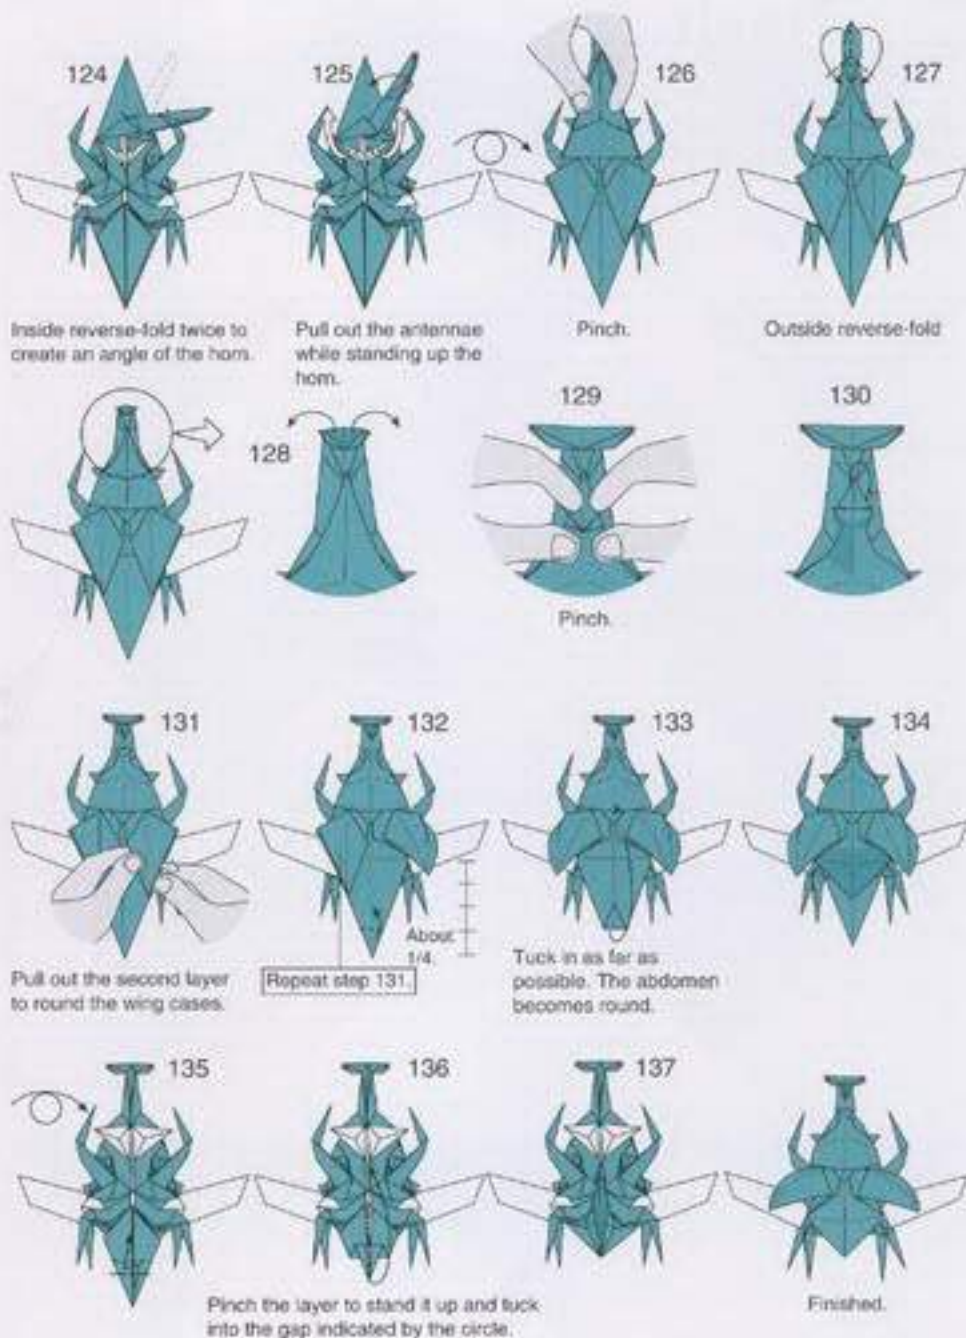 124
125
126
127
Inside reverse-fold twice to
create an angle of the horn.
Pull out the antennae
while standing up the
horn.
Pinch.
Outside reverse-fold
128
129
130
Pinch.
131
132
133
134
Pull out the second layer
to round the wing cases.
Repeat step 131.
About
1/4.
Tuck in as far as
possible. The abdomen
becomes round.
135
136
137
Pinch the layer to stand it up and tuck
into the gap indicated by the circle.
Finished.